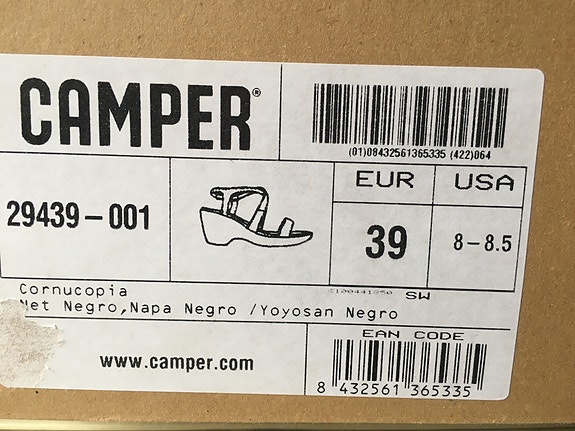 CAMPER®
(01)08432561365335 (422)064
29439-001
EUR
USA
39
8-8.5
Cornucopia
SW
Net Negro,Napa Negro /Yoyosan Negro
www.camper.com
EAN CODE
8 432561 365335